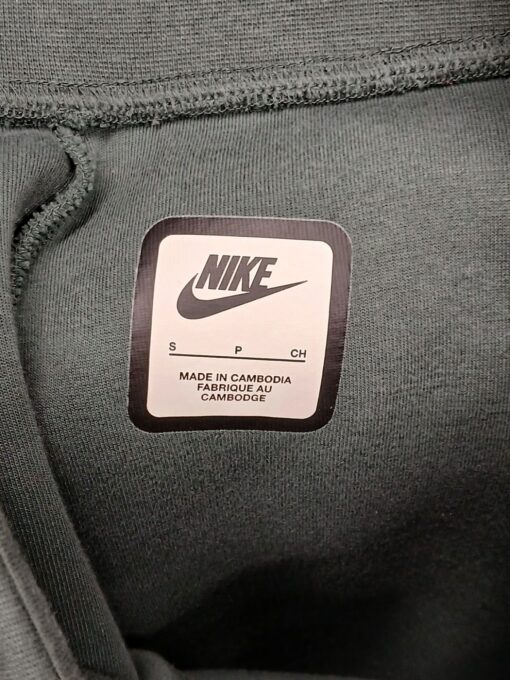 NIKE
S P CH
MADE IN CAMBODIA
FABRIQUE AU
CAMBODGE